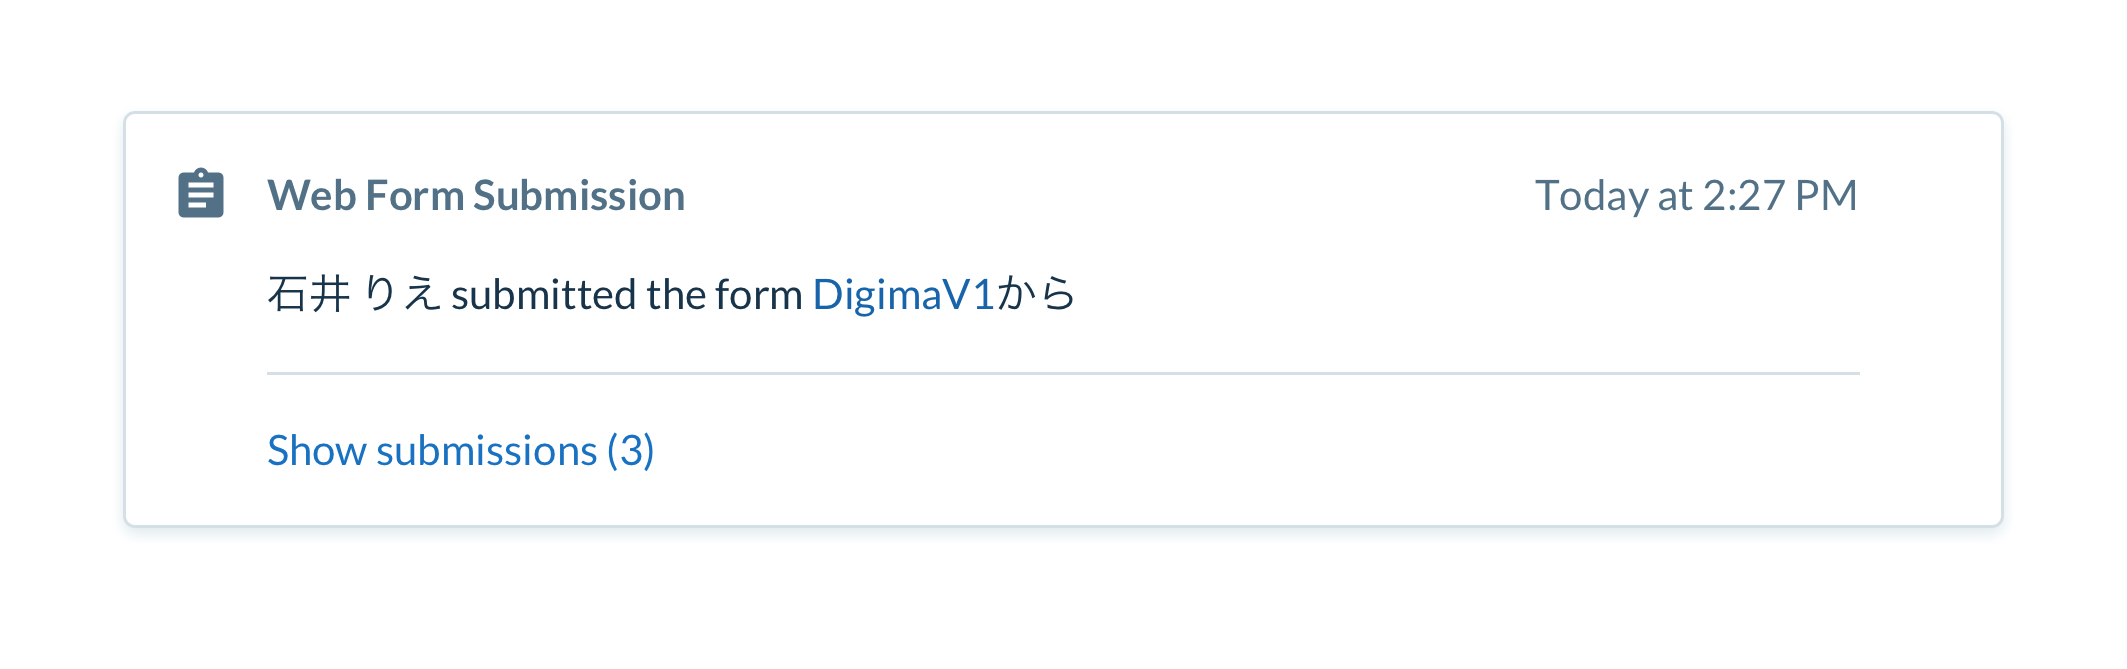 Web Form Submission
Today at 2:27 PM
石井 りえ submitted the form DigimaV1から
Show submissions (3)